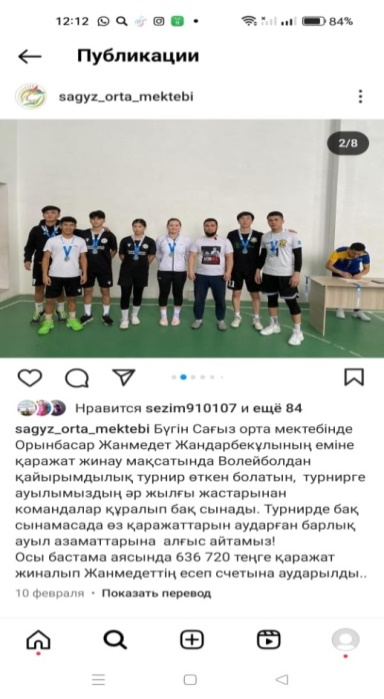 12:12
84%
Публикации
sagyz_orta_mektebi
2/8
Нравится sezim910107 и ещё 84
sagyz_orta_mektebi Бүгін Сағыз орта мектебінде
Орынбасар Жанмедет Жандарбекұлының еміне
қаражат жинау мақсатында Волейболдан
қайырымдылық турнир өткен болатын, турнирге
ауылымыздың әр жылғы жастарынан
командалар құралып бақ сынады. Турнирде бақ
сынамасада өз қаражаттарын аударған барлық
ауыл азаматтарына алғыс айтамыз!
Осы бастама аясында 636 720 теңге қаражат
жиналып Жанмедеттің есеп счетына аударылды..
10 февраля • Показать перевод